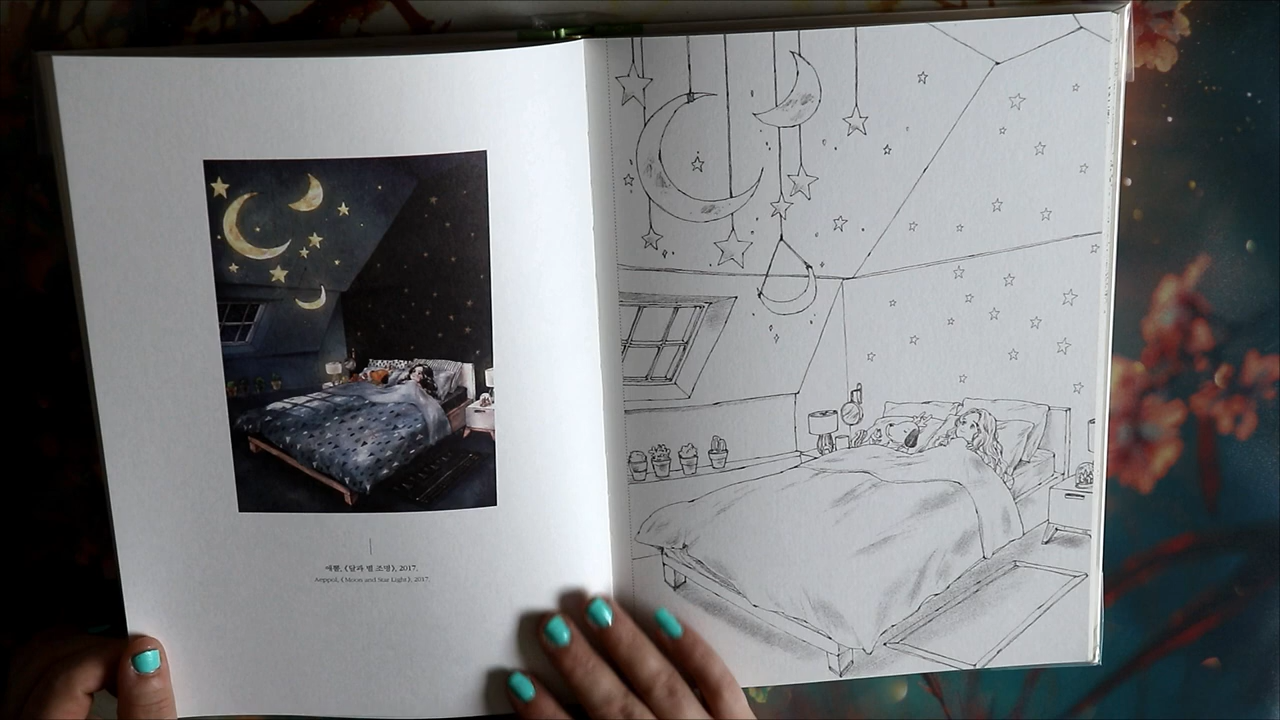 애뽈, 《달과 별 조명》, 2017.
Aeppol, 《Moon and Star Light》, 2017.